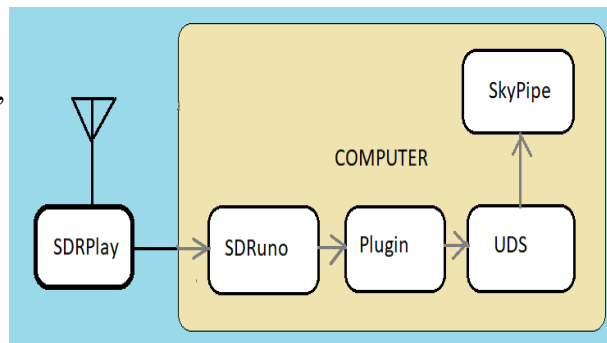 ,
SkyPipe
COMPUTER
SDRPlay
SDRuno
Plugin
UDS